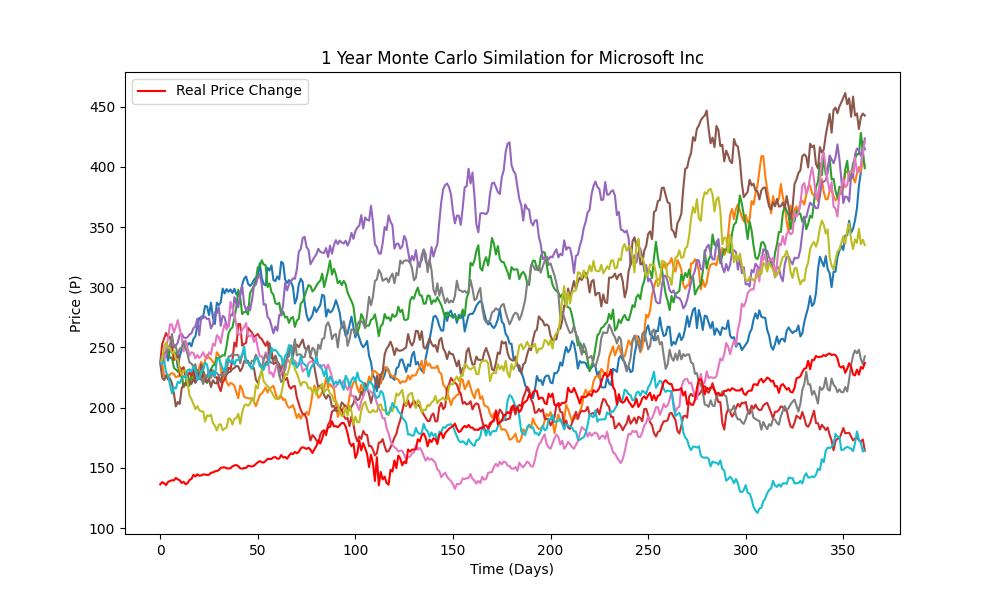 1 Year Monte Carlo Similation for Microsoft Inc
Real Price Change
Price (P)
450
400
350
300
250
200
150
100
0 50 100 150 200 250 300 350
Time (Days)